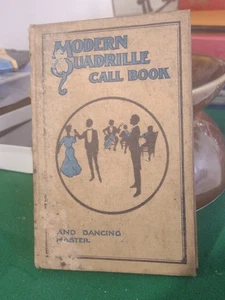 MODERN
QUADRILLE
CALL BOOK
AND DANCING
MASTER